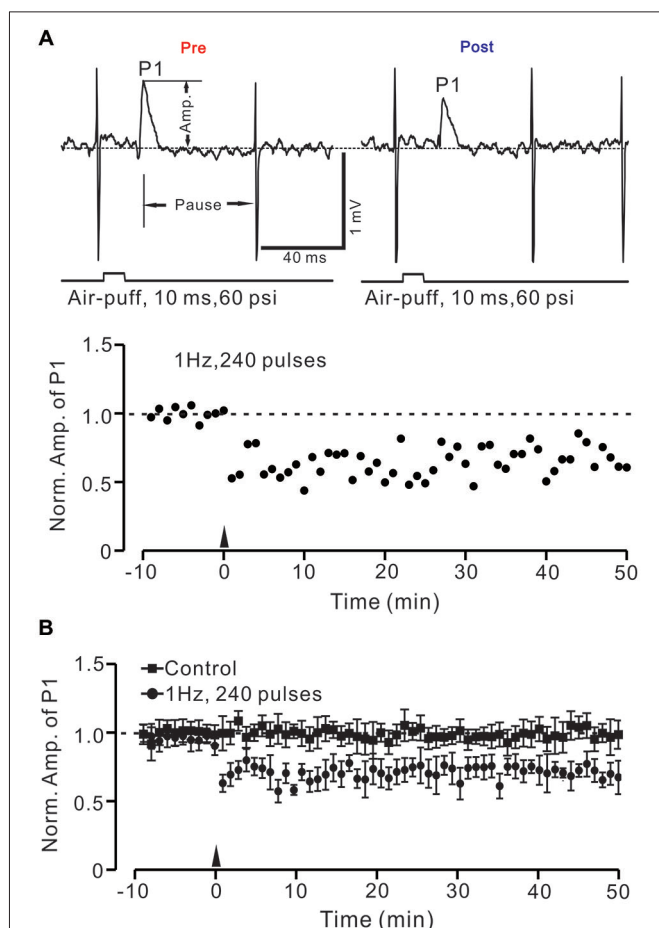 A
Pre
Post
P1
P1
Amp.
Pause
1 mV
40 ms
Air-puff, 10 ms,60 psi
Air-puff, 10 ms,60 psi
1.5
1Hz,240 pulses
1.0
0.5
0
Norm. Amp. of P1
-10 0 10 20 30 40 50
Time (min)
B
1.5
Control
1Hz, 240 pulses
1.0
0.5
0
Norm. Amp. of P1
-10 0 10 20 30 40 50
Time (min)